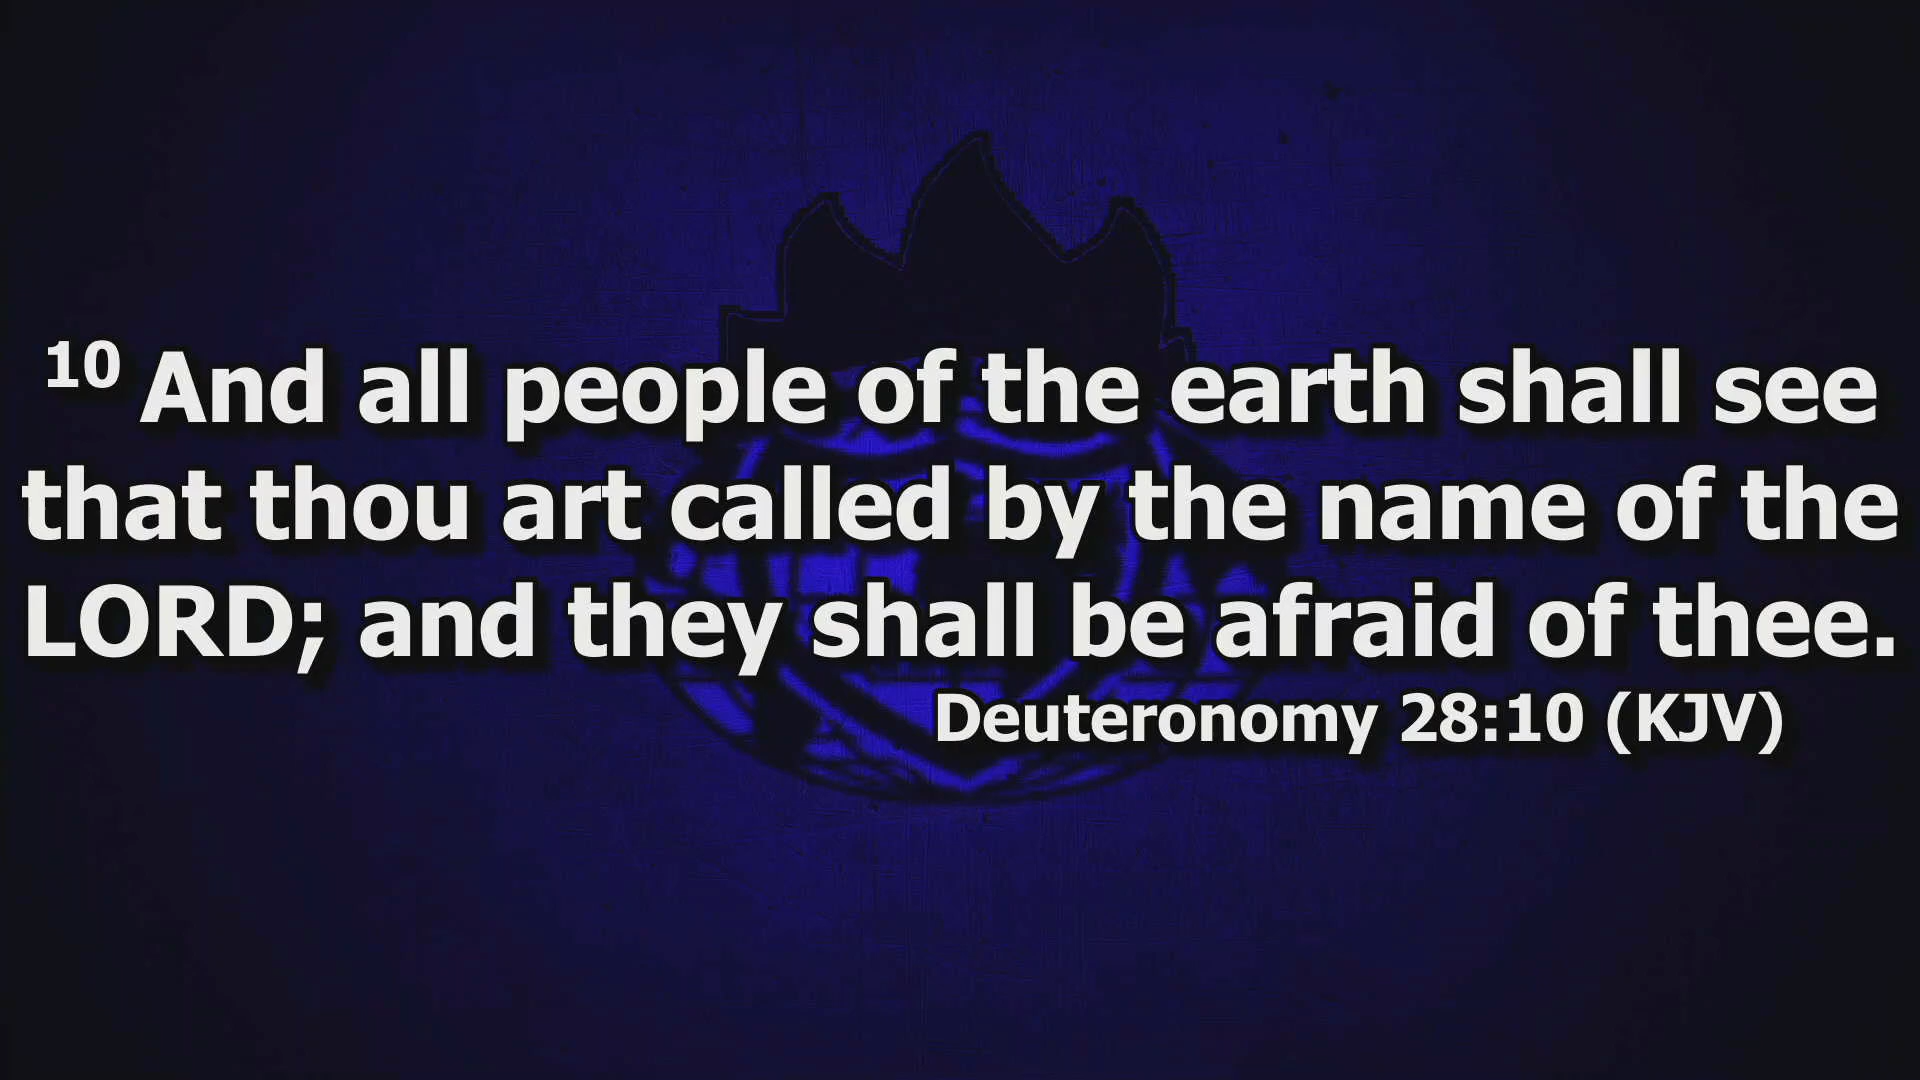 10 And all people of the earth shall see
that thou art called by the name of the
LORD; and they shall be afraid of thee.
Deuteronomy 28:10 (KJV)